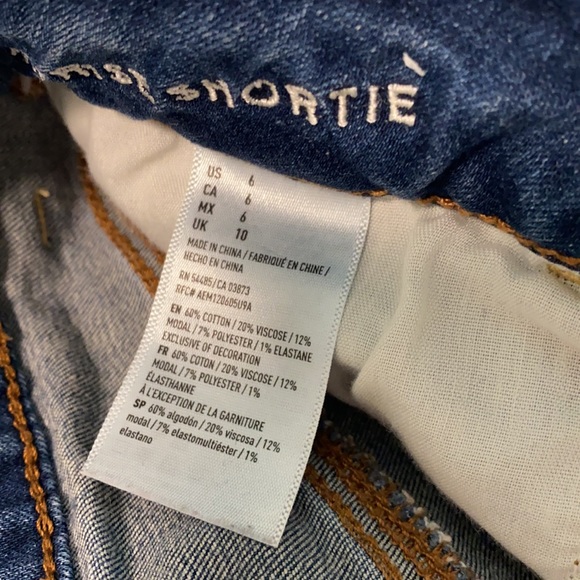 SHORTIÈ
US 6
CA 6
MX 6
UK 10
MADE IN CHINA / FABRIQUÉ EN CHINE /
HECHO EN CHINA
RN 54485/CA 03873
RFC# AEM120605U9A
EN 60% COTTON / 20% VISCOSE / 12%
MODAL / 7% POLYESTER / 1% ELASTANE
EXCLUSIVE OF DECORATION
FR 60% COTON / 20% VISCOSE / 12%
MODAL / 7% POLYESTER / 1%
ÉLASTHANNE
À L'EXCEPTION DE LA GARNITURE
SP 60% algodón / 20% viscosa / 12%
modal / 7% elastomultiéster / 1%
elastano